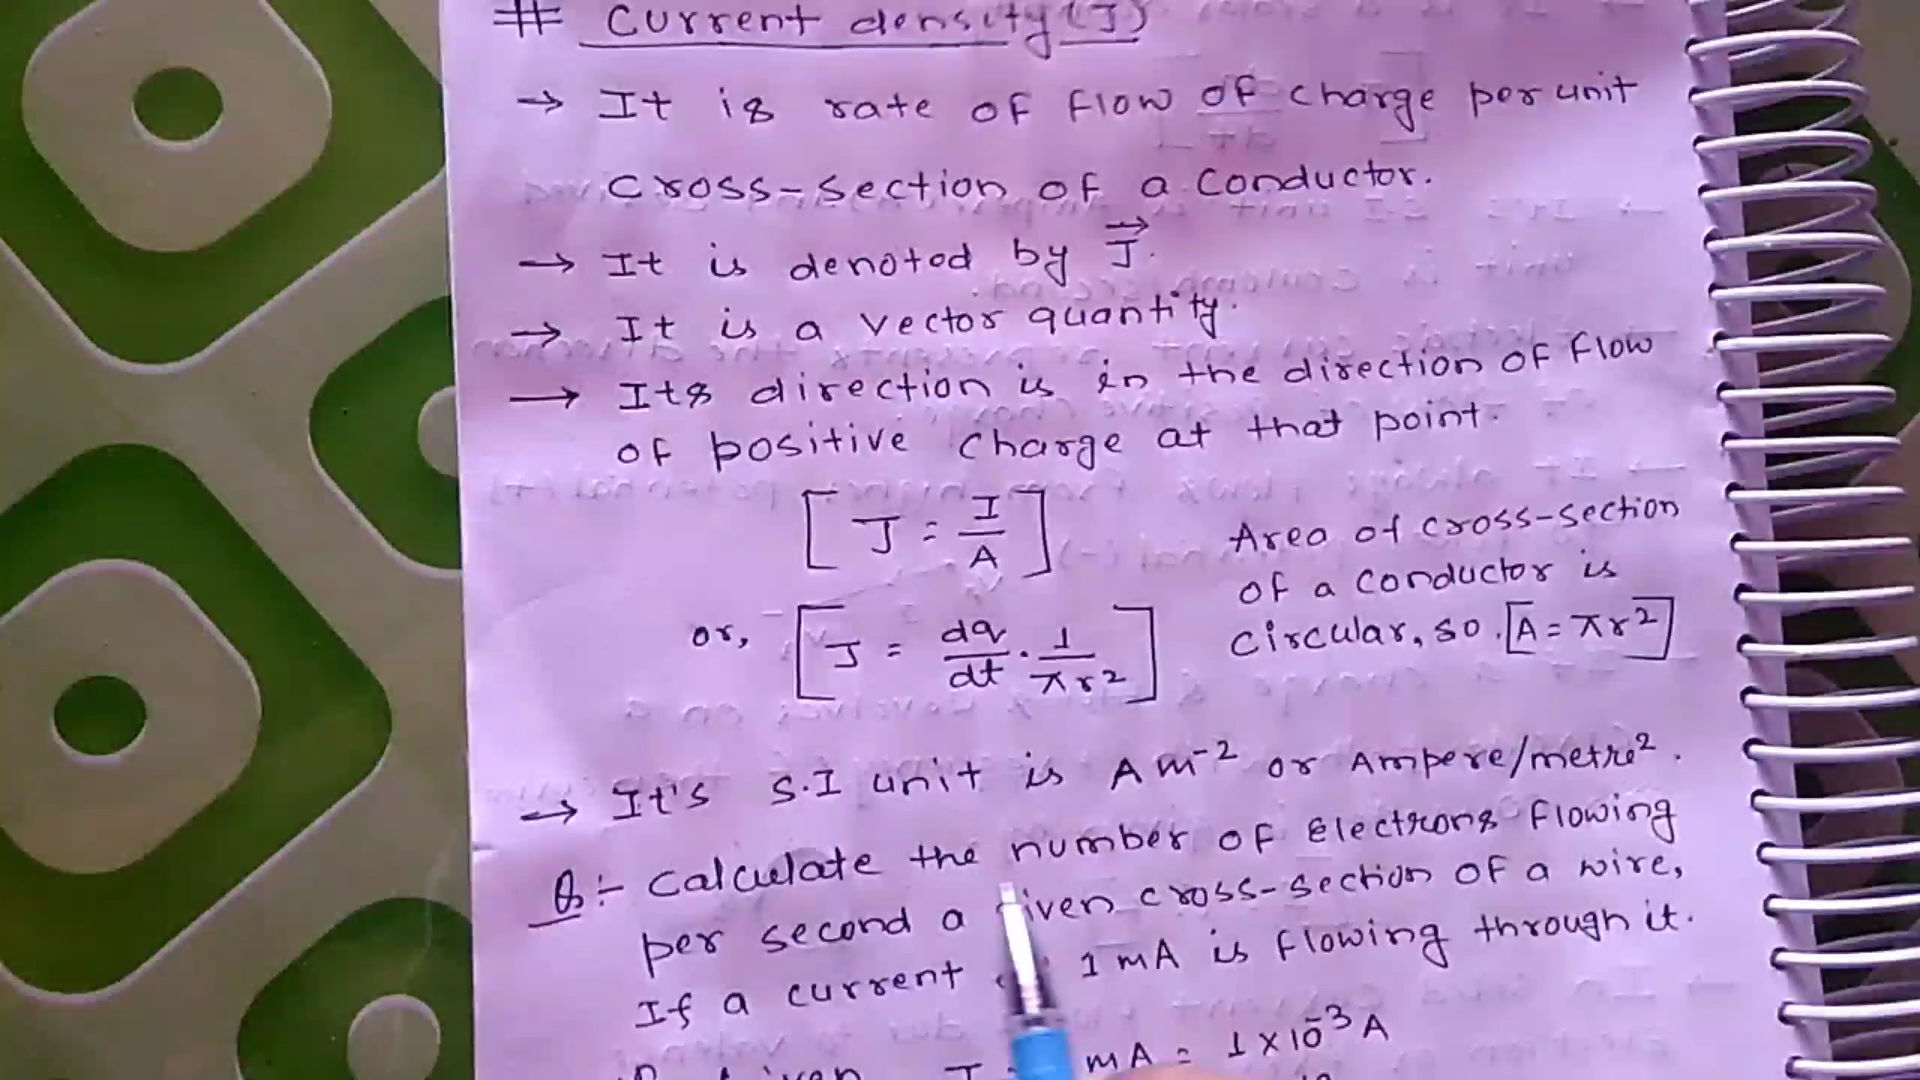 # Current density (J)
→ It is rate of flow of charge per unit
cross-section of a conductor.
→ It is denoted by J⃗.
→ It is a vector quantity.
→ Its direction is in the direction of flow
of positive charge at that point.
[J = I/A]
Area of cross-section
of a conductor is
circular, so [A = πr²]
or, [J = dq/dt · 1/πr²]
→ It's S.I unit is Am⁻² or Ampere/metre².
Q:- Calculate the number of Electrons flowing
per second a iven cross-section of a wire,
If a current 1 mA is flowing through it.
mA = 1×10⁻³ A